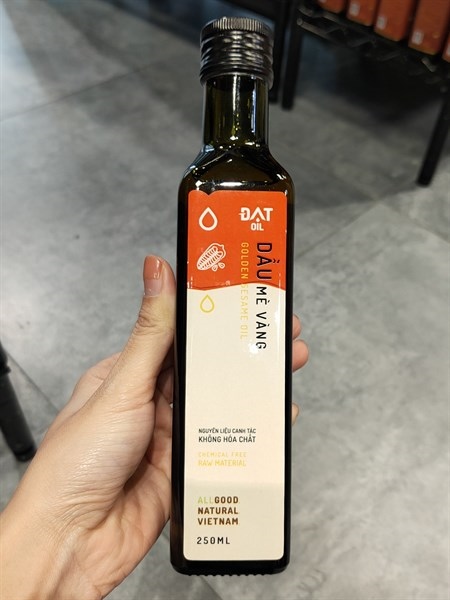 ĐẠT
OIL
DẦU MÈ VÀNG
GOLDEN SESAME OIL
NGUYÊN LIỆU CANH TÁC
KHÔNG HÓA CHẤT
CHEMICAL FREE
RAW MATERIAL
ALLGOOD
NATURAL
VIETNAM
250ML